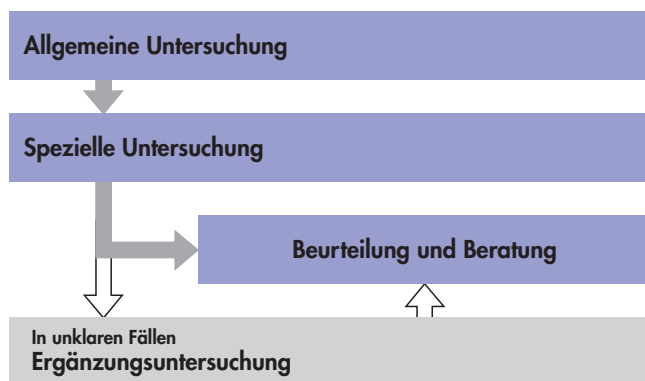 Allgemeine Untersuchung
Spezielle Untersuchung
Beurteilung und Beratung
In unklaren Fällen
Ergänzungsuntersuchung